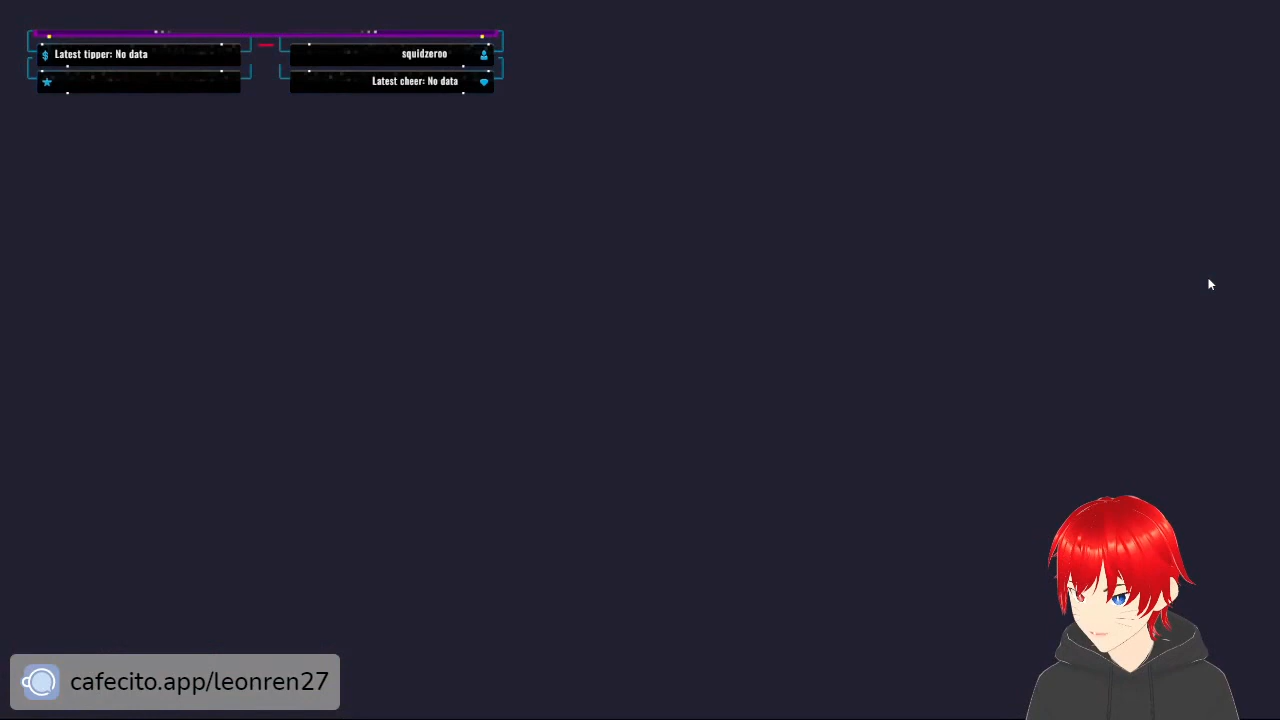 Latest tipper: No data
squidzeroo
Latest cheer: No data
cafecito.app/leonren27